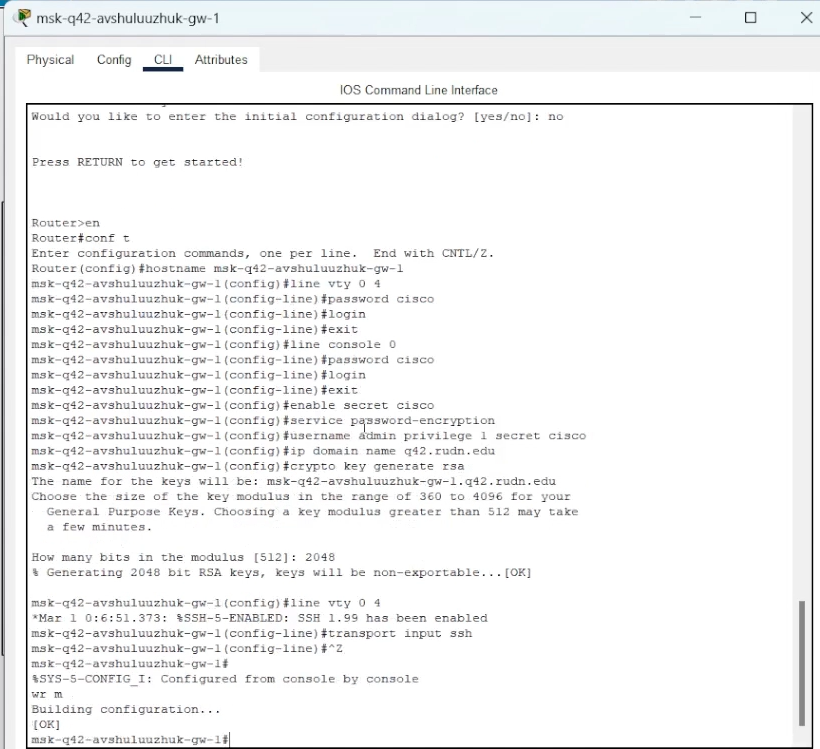 msk-q42-avshuluuzhuk-gw-1
Physical Config CLI Attributes
IOS Command Line Interface
Would you like to enter the initial configuration dialog? [yes/no]: no
Press RETURN to get started!
Router>en
Router#conf t
Enter configuration commands, one per line.  End with CNTL/Z.
Router(config)#hostname msk-q42-avshuluuzhuk-gw-1
msk-q42-avshuluuzhuk-gw-1(config)#line vty 0 4
msk-q42-avshuluuzhuk-gw-1(config-line)#password cisco
msk-q42-avshuluuzhuk-gw-1(config-line)#login
msk-q42-avshuluuzhuk-gw-1(config-line)#exit
msk-q42-avshuluuzhuk-gw-1(config)#line console 0
msk-q42-avshuluuzhuk-gw-1(config-line)#password cisco
msk-q42-avshuluuzhuk-gw-1(config-line)#login
msk-q42-avshuluuzhuk-gw-1(config-line)#exit
msk-q42-avshuluuzhuk-gw-1(config)#enable secret cisco
msk-q42-avshuluuzhuk-gw-1(config)#service password-encryption
msk-q42-avshuluuzhuk-gw-1(config)#username admin privilege 1 secret cisco
msk-q42-avshuluuzhuk-gw-1(config)#ip domain name q42.rudn.edu
msk-q42-avshuluuzhuk-gw-1(config)#crypto key generate rsa
The name for the keys will be: msk-q42-avshuluuzhuk-gw-1.q42.rudn.edu
Choose the size of the key modulus in the range of 360 to 4096 for your
General Purpose Keys. Choosing a key modulus greater than 512 may take
a few minutes.
How many bits in the modulus [512]: 2048
% Generating 2048 bit RSA keys, keys will be non-exportable...[OK]
msk-q42-avshuluuzhuk-gw-1(config)#line vty 0 4
*Mar 1 0:6:51.373: %SSH-5-ENABLED: SSH 1.99 has been enabled
msk-q42-avshuluuzhuk-gw-1(config-line)#transport input ssh
msk-q42-avshuluuzhuk-gw-1(config-line)#^Z
msk-q42-avshuluuzhuk-gw-1#
%SYS-5-CONFIG_I: Configured from console by console
wr m
Building configuration...
[OK]
msk-q42-avshuluuzhuk-gw-1#